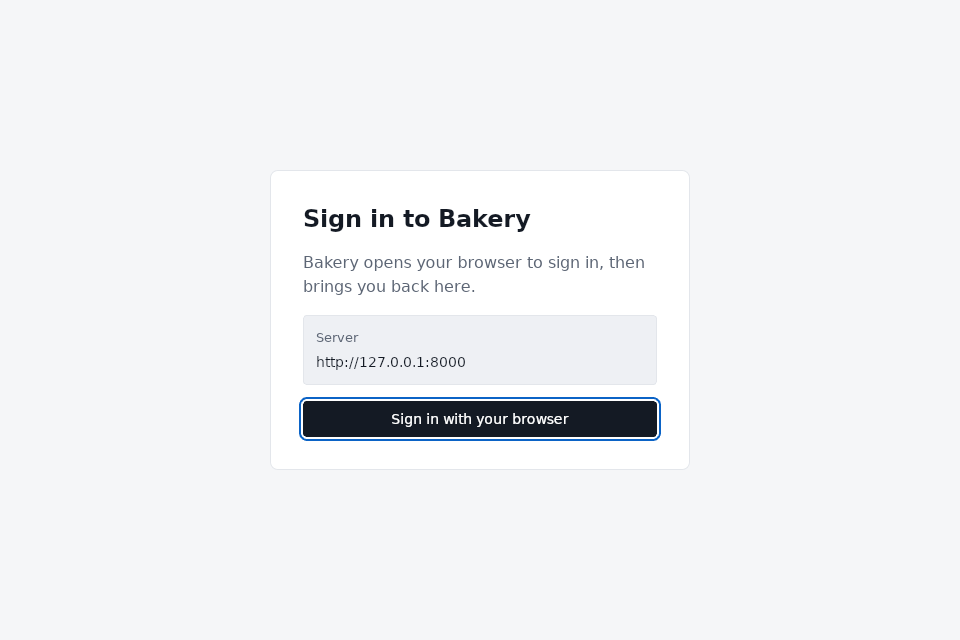 Sign in to Bakery
Bakery opens your browser to sign in, then
brings you back here.
Server
http://127.0.0.1:8000
Sign in with your browser